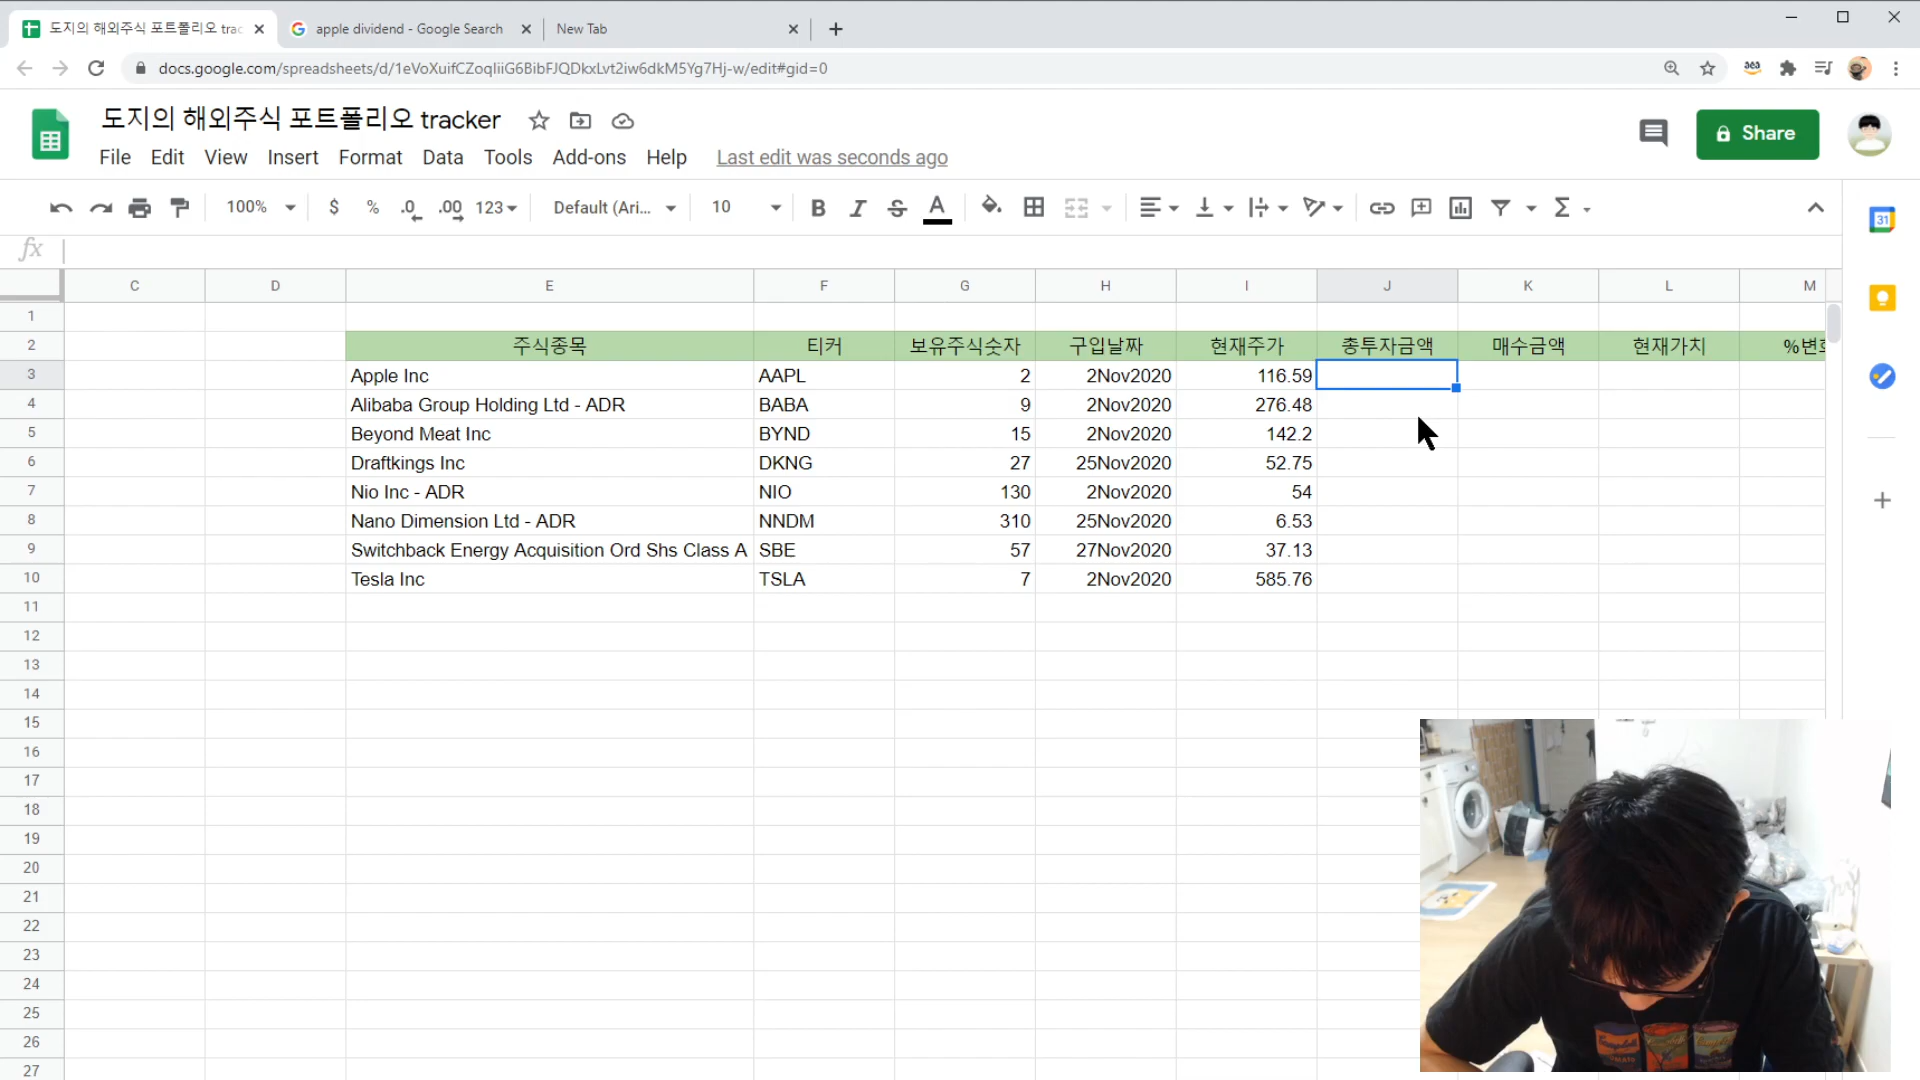 도지의 해외주식 포트폴리오 trac
apple dividend - Google Search
New Tab
docs.google.com/spreadsheets/d/1eVoXuifCZoqliiG6BibFJQDkxLvt2iw6dkM5Yg7Hj-w/edit#gid=0
도지의 해외주식 포트폴리오 tracker
Share
File Edit View Insert Format Data Tools Add-ons Help Last edit was seconds ago
100% $ % .0 .00 123 Default (Ari... 10 B I S A Σ
31
fx
C D E F G H I J K L M
1
2 주식종목 티커 보유주식숫자 구입날짜 현재주가 총투자금액 매수금액 현재가치 %변호
3 Apple Inc AAPL 2 2Nov2020 116.59
4 Alibaba Group Holding Ltd - ADR BABA 9 2Nov2020 276.48
5 Beyond Meat Inc BYND 15 2Nov2020 142.2
6 Draftkings Inc DKNG 27 25Nov2020 52.75
7 Nio Inc - ADR NIO 130 2Nov2020 54
8 Nano Dimension Ltd - ADR NNDM 310 25Nov2020 6.53
9 Switchback Energy Acquisition Ord Shs Class A SBE 57 27Nov2020 37.13
10 Tesla Inc TSLA 7 2Nov2020 585.76
11
12
13
14
15
16
17
18
19
20
21
22
23
24
25
26
27